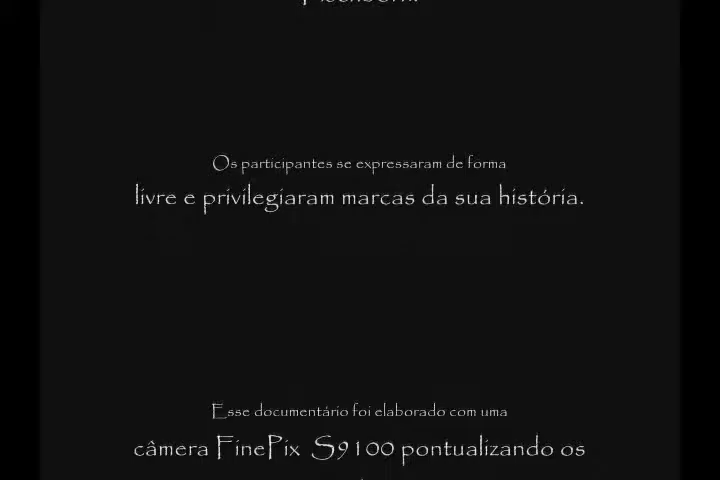 Os participantes se expressaram de forma
livre e privilegiaram marcas da sua história.
Esse documentário foi elaborado com uma
câmera FinePix S9100 pontualizando os